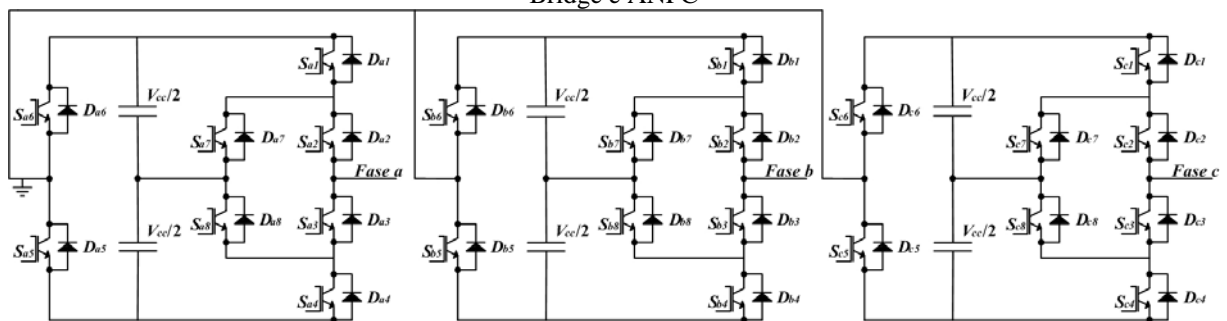 Bridge e ANPC
Sa1 Da1 Sb1 Db1 Sc1 Dc1
Sa6 Da6 Vcc/2 Sb6 Db6 Vcc/2 Sc6 Dc6 Vcc/2
Sa7 Da7 Sa2 Da2 Sb7 Db7 Sb2 Db2 Sc7 Dc7 Sc2 Dc2
Fase a Fase b Fase c
Sa5 Da5 Vcc/2 Sa8 Da8 Sa3 Da3 Sb5 Db5 Vcc/2 Sb8 Db8 Sb3 Db3 Sc5 Dc5 Vcc/2 Sc8 Dc8 Sc3 Dc3
Sa4 Da4 Sb4 Db4 Sc4 Dc4